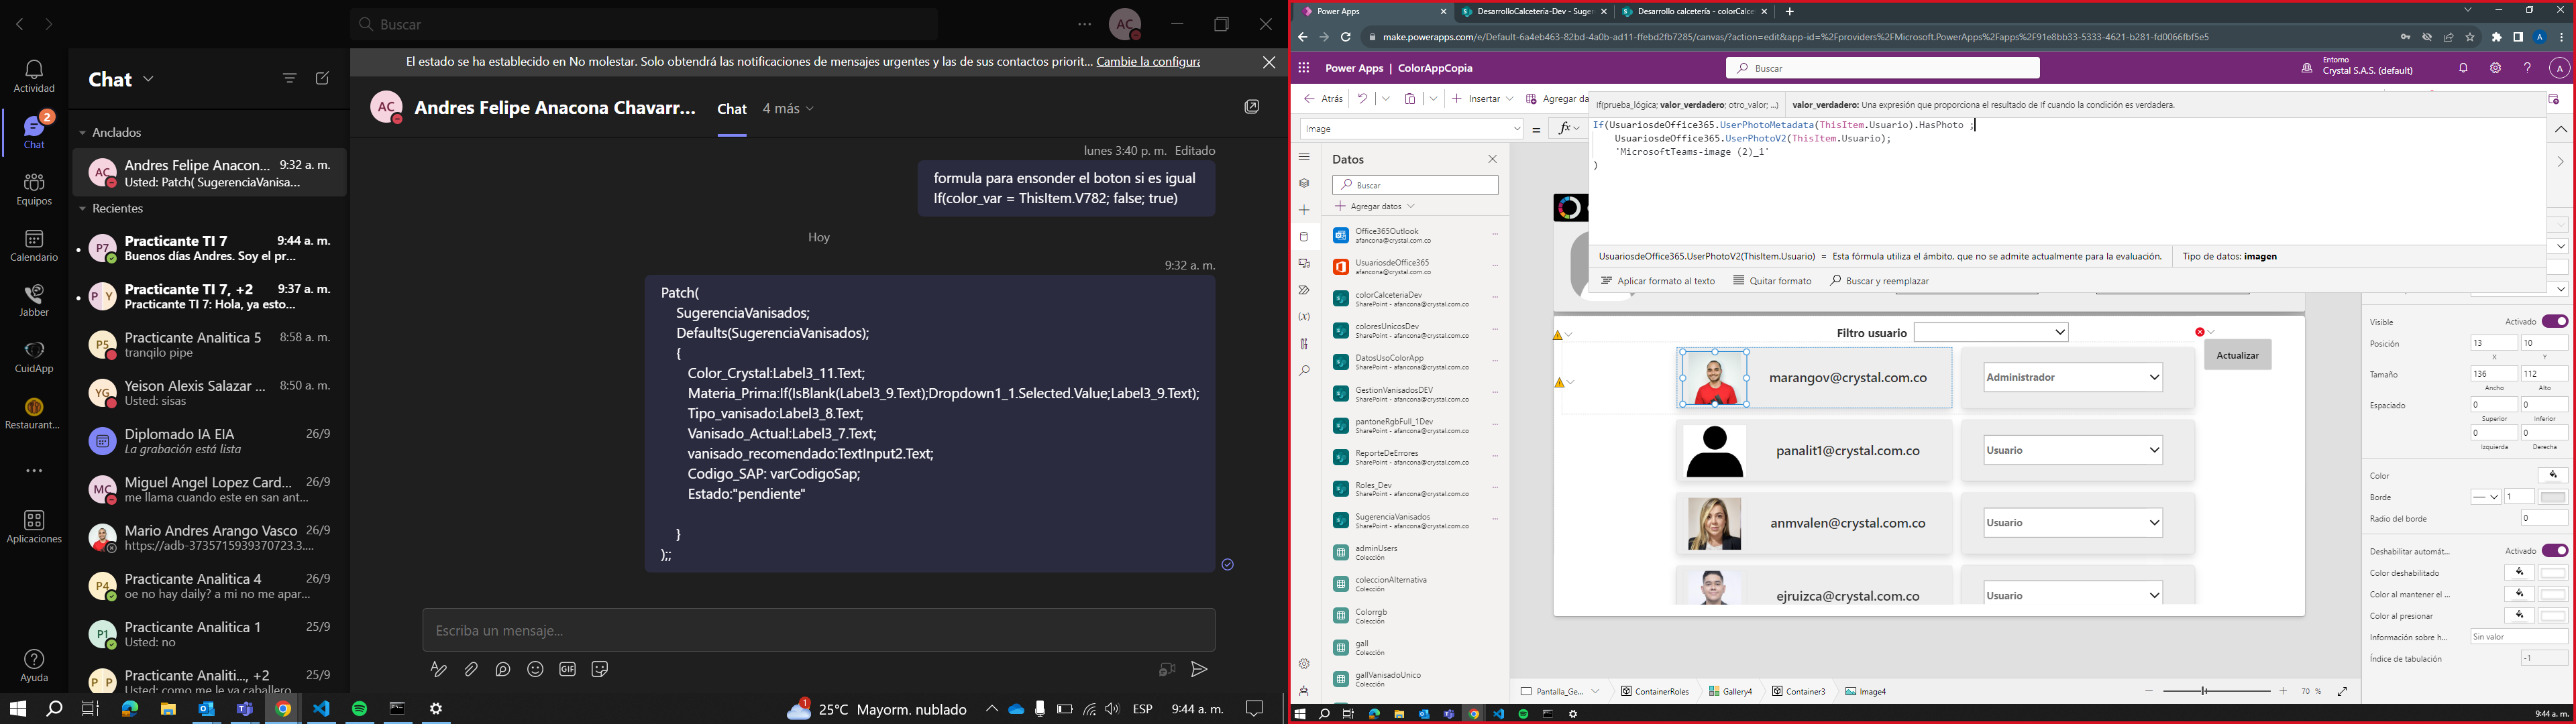 Buscar
AC
El estado se ha establecido en No molestar. Solo obtendrá las notificaciones de mensajes urgentes y las de sus contactos priorit... Cambie la configura
Actividad
2
Chat
Equipos
Calendario
Jabber
CuidApp
Restaurant...
Aplicaciones
Ayuda
Chat
Anclados
AC
Andres Felipe Anacon...
9:32 a. m.
Usted: Patch( SugerenciaVanisa...
Recientes
P7
Practicante TI 7
9:44 a. m.
Buenos días Andres. Soy el pr...
P Y
Practicante TI 7, +2
9:37 a. m.
Practicante TI 7: Hola, ya esto...
P5
Practicante Analitica 5
8:58 a. m.
tranqilo pipe
YG
Yeison Alexis Salazar ...
8:50 a. m.
Usted: sisas
Diplomado IA EIA
26/9
La grabación está lista
MC
Miguel Angel Lopez Card...
26/9
me llama cuando este en san ant...
Mario Andres Arango Vasco
26/9
https://adb-3735715939370723.3....
P4
Practicante Analitica 4
26/9
oe no hay daily? a mi no me apar...
P1
Practicante Analitica 1
25/9
Usted: no
P P
Practicante Analiti..., +2
25/9
Usted: como me le va caballero
AC
Andres Felipe Anacona Chavarr...
Chat
4 más
lunes 3:40 p. m. Editado
formula para ensonder el boton si es igual
If(color_var = ThisItem.V782; false; true)
Hoy
9:32 a. m.
Patch(
SugerenciaVanisados;
Defaults(SugerenciaVanisados);
{
Color_Crystal:Label3_11.Text;
Materia_Prima:If(IsBlank(Label3_9.Text);Dropdown1_1.Selected.Value;Label3_9.Text);
Tipo_vanisado:Label3_8.Text;
Vanisado_Actual:Label3_7.Text;
vanisado_recomendado:TextInput2.Text;
Codigo_SAP: varCodigoSap;
Estado:"pendiente"
}
);;
Escriba un mensaje...
GIF
1
25°C Mayorm. nublado
ESP
9:44 a. m.
Power Apps
DesarrolloCalceteria-Dev - Suge
Desarrollo calcetería - colorCalce
make.powerapps.com/e/Default-6a4eb463-82bd-4a0b-ad11-ffebd2fb7285/canvas/?action=edit&app-id=%2Fproviders%2FMicrosoft.PowerApps%2Fapps%2F91e8bb33-5333-4621-b281-fd0066fbf5e5
A
Power Apps | ColorAppCopia
Buscar
Entorno
Crystal S.A.S. (default)
A
Atrás
Insertar
Agregar da
If(prueba_lógica; valor_verdadero; otro_valor; ...)
valor_verdadero: Una expresión que proporciona el resultado de If cuando la condición es verdadera.
Image
=
fx
If(UsuariosdeOffice365.UserPhotoMetadata(ThisItem.Usuario).HasPhoto ;
UsuariosdeOffice365.UserPhotoV2(ThisItem.Usuario);
'MicrosoftTeams-image (2)_1'
)
UsuariosdeOffice365.UserPhotoV2(ThisItem.Usuario) = Esta fórmula utiliza el ámbito, que no se admite actualmente para la evaluación.
Tipo de datos: imagen
Aplicar formato al texto
Quitar formato
Buscar y reemplazar
Datos
Buscar
Agregar datos
Office365Outlook
afancona@crystal.com.co
UsuariosdeOffice365
afancona@crystal.com.co
colorCalceteriaDev
SharePoint - afancona@crystal.com.co
coloresUnicosDev
SharePoint - afancona@crystal.com.co
DatosUsoColorApp
SharePoint - afancona@crystal.com.co
GestionVanisadosDEV
SharePoint - afancona@crystal.com.co
pantoneRgbFull_1Dev
SharePoint - afancona@crystal.com.co
ReporteDeErrores
SharePoint - afancona@crystal.com.co
Roles_Dev
SharePoint - afancona@crystal.com.co
SugerenciaVanisados
SharePoint - afancona@crystal.com.co
adminUsers
Colección
coleccionAlternativa
Colección
Colorrgb
Colección
gall
Colección
gallVanisadoUnico
Colección
Filtro usuario
Actualizar
marangov@crystal.com.co
Administrador
panalit1@crystal.com.co
Usuario
anmvalen@crystal.com.co
Usuario
ejruizca@crystal.com.co
Usuario
Visible
Activado
Posición
13
10
X
Y
Tamaño
136
112
Ancho
Alto
Espaciado
0
0
Superior
Inferior
0
0
Izquierda
Derecha
Color
Borde
1
Radio del borde
0
Deshabilitar automát...
Activado
Color deshabilitado
Color al mantener el ...
Color al presionar
Información sobre h...
Sin valor
Índice de tabulación
-1
Pantalla_Ge...
ContainerRoles
Gallery4
Container3
Image4
70 %
9:44 a. m.